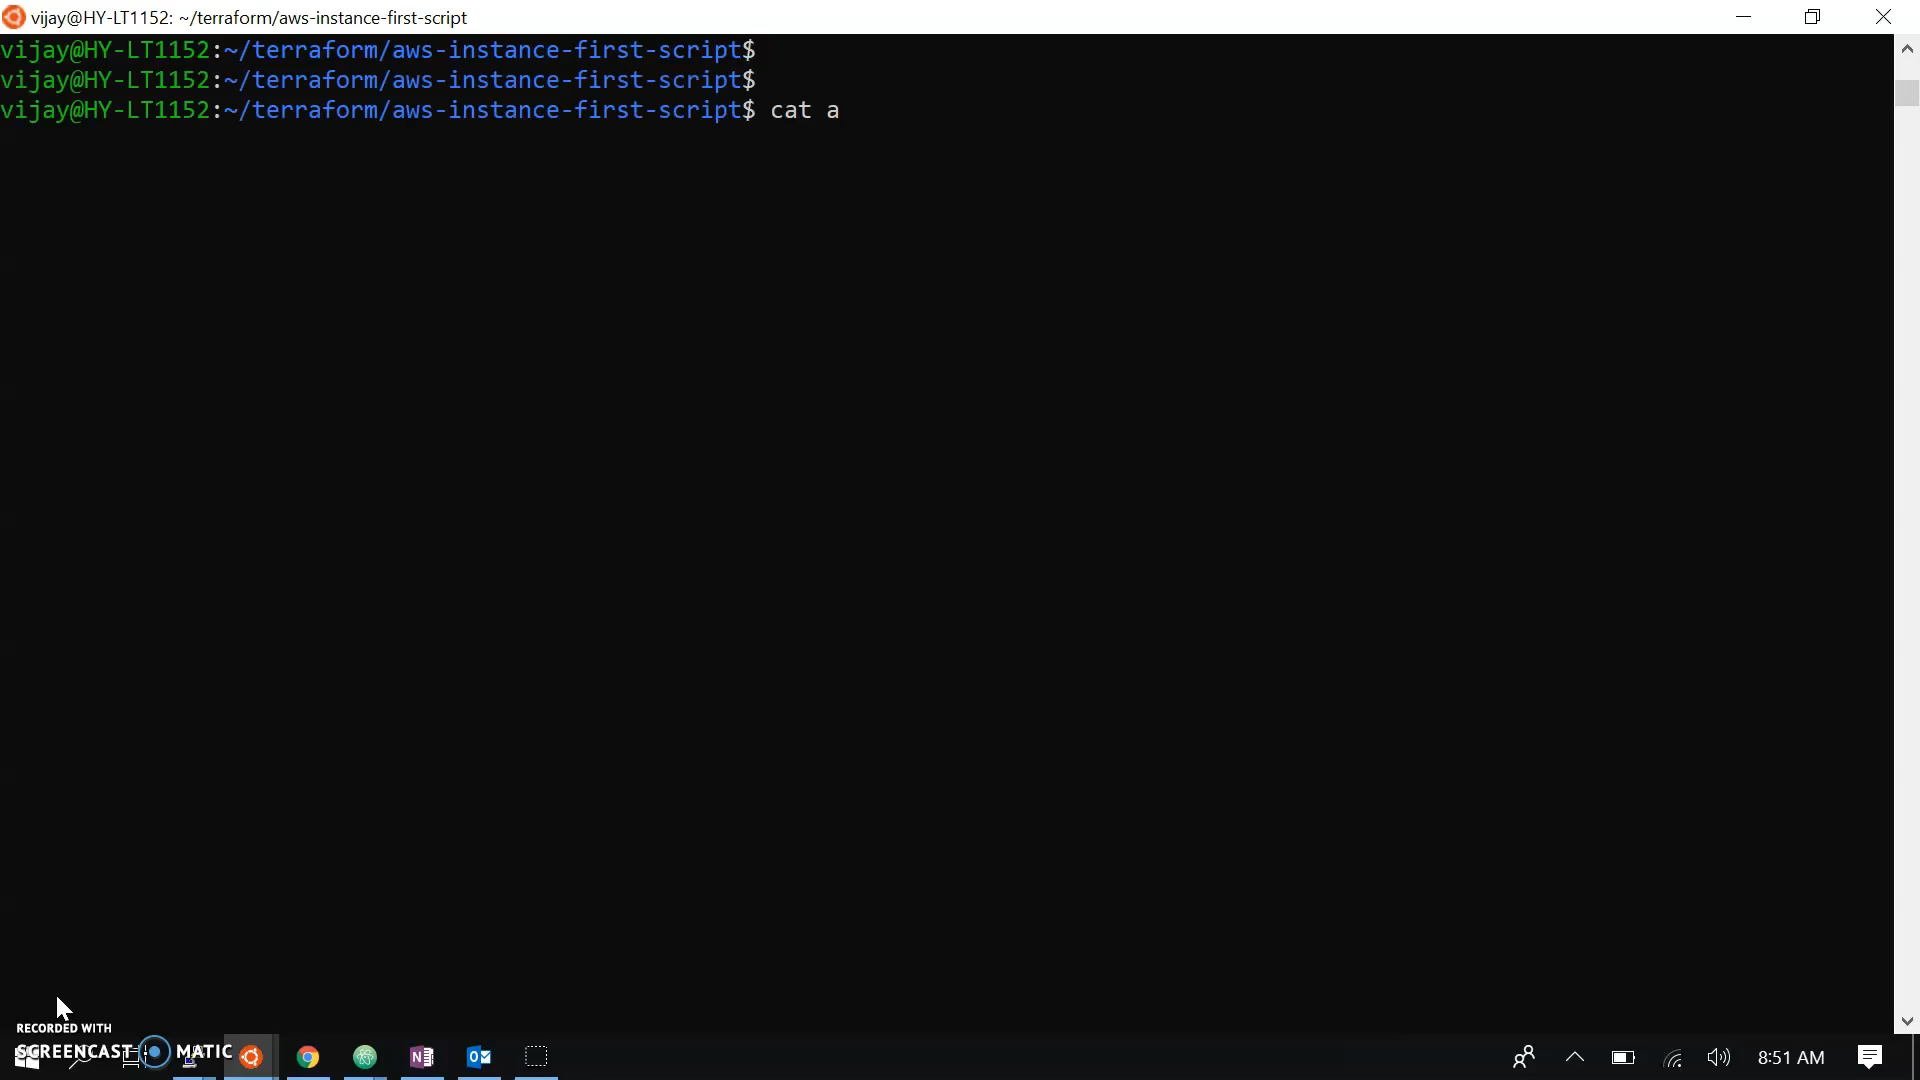 vijay@HY-LT1152: ~/terraform/aws-instance-first-script
vijay@HY-LT1152:~/terraform/aws-instance-first-script$
vijay@HY-LT1152:~/terraform/aws-instance-first-script$
vijay@HY-LT1152:~/terraform/aws-instance-first-script$ cat a
RECORDED WITH
SCREENCAST MATIC
8:51 AM